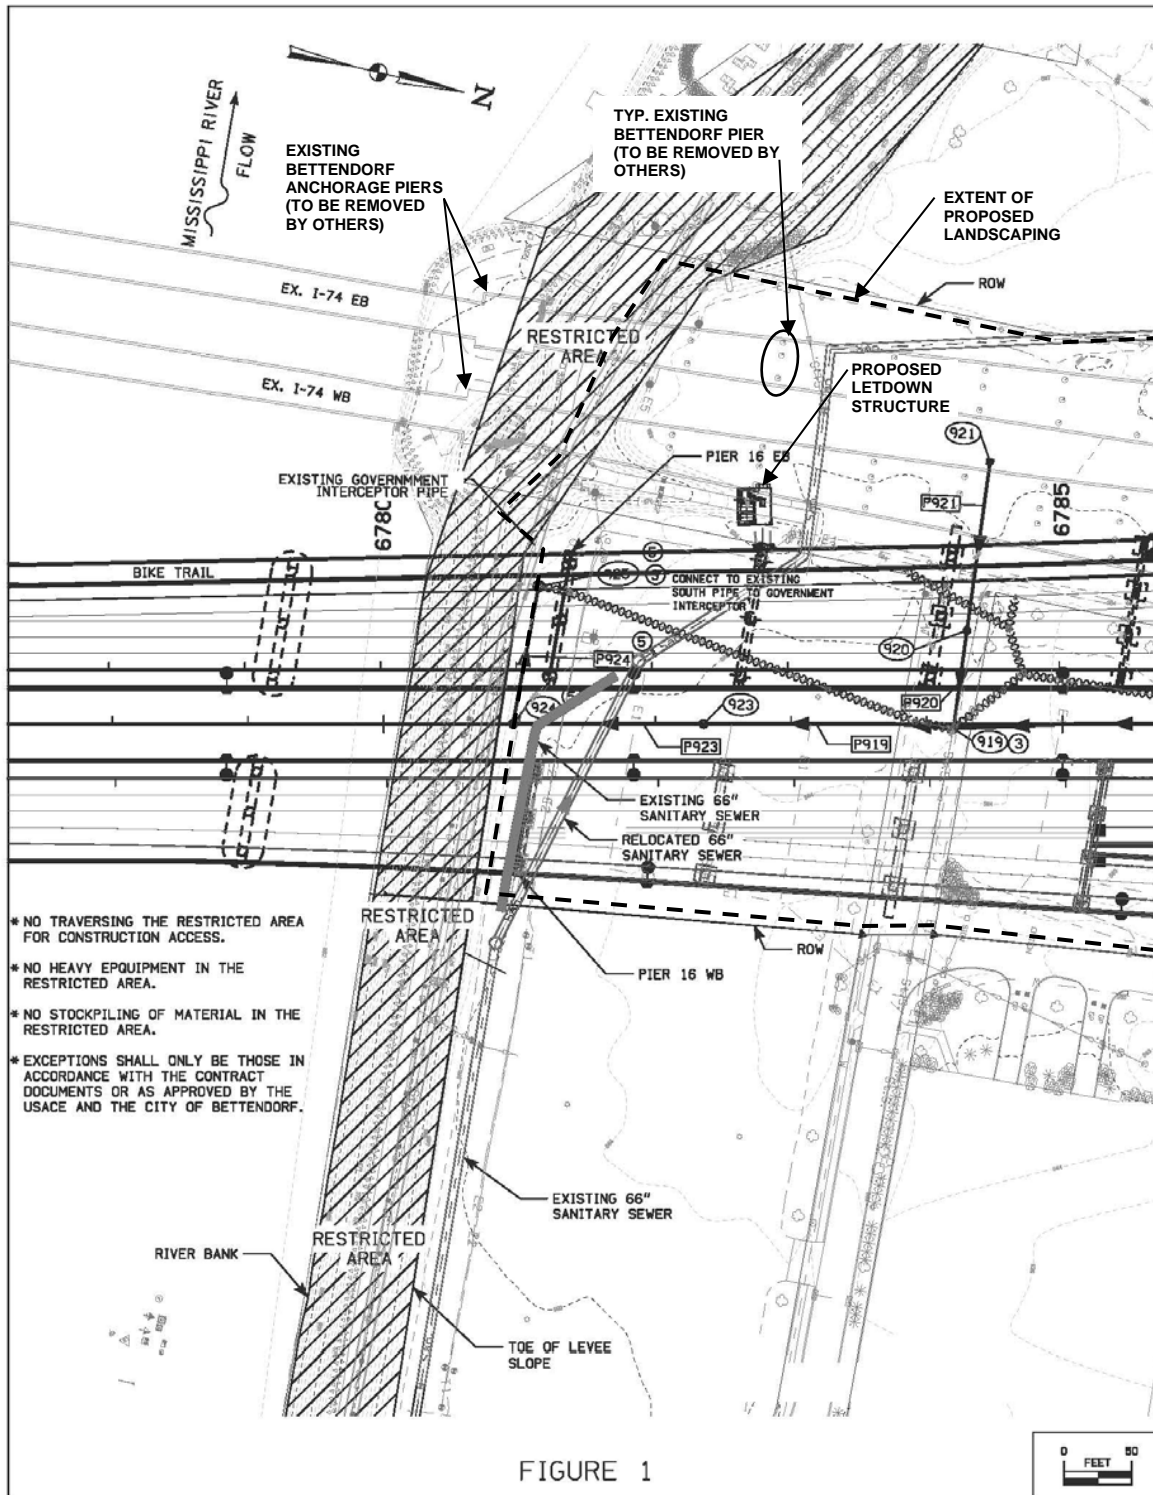 N
MISSISSIPPI RIVER
FLOW
EXISTING
BETTENDORF
ANCHORAGE PIERS
(TO BE REMOVED
BY OTHERS)
TYP. EXISTING
BETTENDORF PIER
(TO BE REMOVED BY
OTHERS)
EXTENT OF
PROPOSED
LANDSCAPING
ROW
EX. I-74 EB
RESTRICTED
AREA
EX. I-74 WB
PROPOSED
LETDOWN
STRUCTURE
921
PIER 16 EB
EXISTING GOVERNMMENT
INTERCEPTOR PIPE
P921
6780
6785
BIKE TRAIL
6
925
3
CONNECT TO EXISTING
SOUTH PIPE TO GOVERNMENT
INTERCEPTOR
5
920
P924
P920
924
923
P923
P919
919
3
EXISTING 66"
SANITARY SEWER
RELOCATED 66"
SANITARY SEWER
RESTRICTED
AREA
ROW
PIER 16 WB
* NO TRAVERSING THE RESTRICTED AREA
FOR CONSTRUCTION ACCESS.
* NO HEAVY EPQUIPMENT IN THE
RESTRICTED AREA.
* NO STOCKPILING OF MATERIAL IN THE
RESTRICTED AREA.
* EXCEPTIONS SHALL ONLY BE THOSE IN
ACCORDANCE WITH THE CONTRACT
DOCUMENTS OR AS APPROVED BY THE
USACE AND THE CITY OF BETTENDORF.
EXISTING 66"
SANITARY SEWER
RESTRICTED
AREA
RIVER BANK
TOE OF LEVEE
SLOPE
FIGURE 1
0 50
FEET